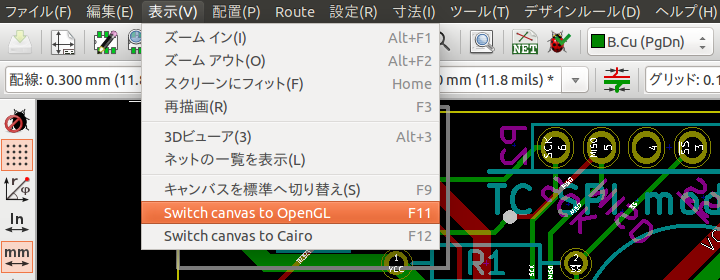 ファイル(F) 編集(E) 表示(V) 配置(P) Route 設定(R) 寸法(I) ツール(T) デザインルール(D) ヘルプ(H)
NET B.Cu (PgDn)
配線: 0.300 mm (11.8 mm (11.8 mils) * グリッド: 0.1
ズーム イン(I) Alt+F1
ズーム アウト(O) Alt+F2
スクリーンにフィット(F) Home
再描画(R) F3
3Dビューア(3) Alt+3
ネットの一覧を表示(L)
キャンバスを標準へ切り替え(S) F9
Switch canvas to OpenGL F11
Switch canvas to Cairo F12
In
mm
SCK 6 MISO 5 4 SS 3
TC SPI mod
1 VCC R1 2